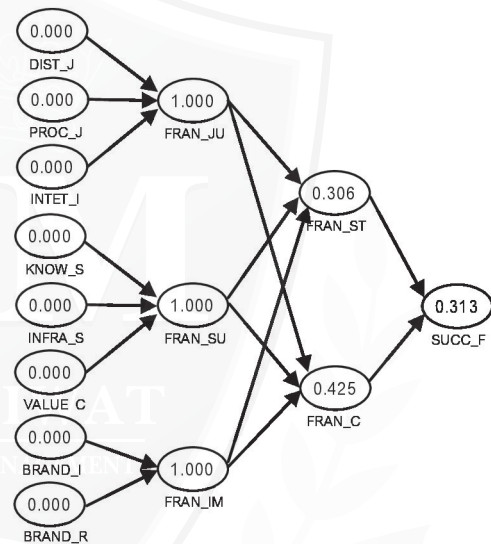 0.000
DIST_J
0.000
PROC_J
0.000
INTET_I
0.000
KNOW_S
0.000
INFRA_S
0.000
VALUE_C
0.000
BRAND_I
0.000
BRAND_R
1.000
FRAN_JU
1.000
FRAN_SU
1.000
FRAN_IM
0.306
FRAN_ST
0.425
FRAN_C
0.313
SUCC_F